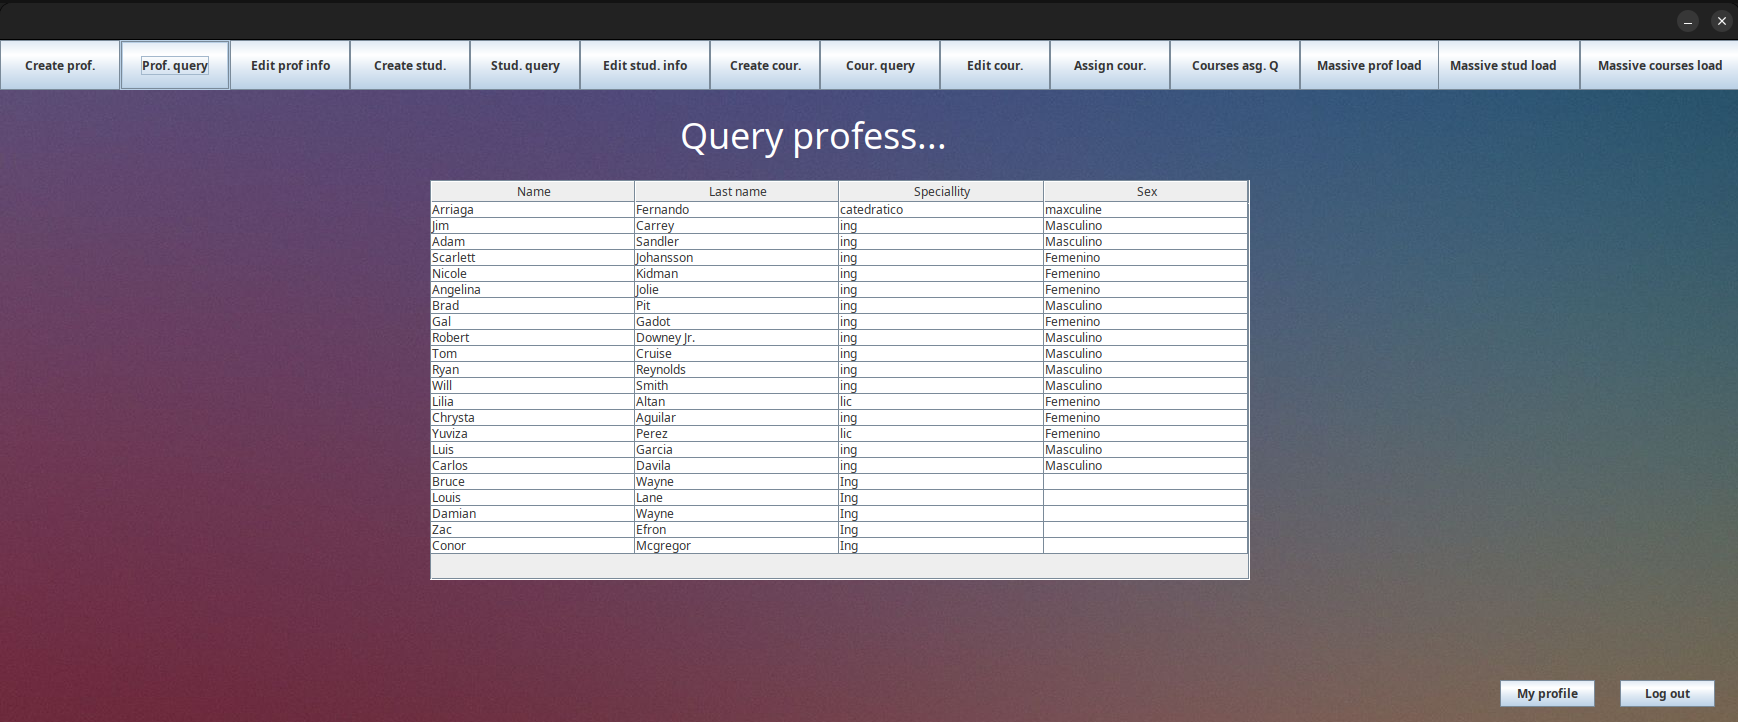 Create prof. Prof. query Edit prof info Create stud. Stud. query Edit stud. info Create cour. Cour. query Edit cour. Assign cour. Courses asg. Q Massive prof load Massive stud load Massive courses load
Query profess...
Name Last name Speciallity Sex
Arriaga Fernando catedratico maxculine
Jim Carrey ing Masculino
Adam Sandler ing Masculino
Scarlett Johansson ing Femenino
Nicole Kidman ing Femenino
Angelina Jolie ing Femenino
Brad Pit ing Masculino
Gal Gadot ing Femenino
Robert Downey Jr. ing Masculino
Tom Cruise ing Masculino
Ryan Reynolds ing Masculino
Will Smith ing Masculino
Lilia Altan lic Femenino
Chrysta Aguilar ing Femenino
Yuviza Perez lic Femenino
Luis Garcia ing Masculino
Carlos Davila ing Masculino
Bruce Wayne Ing
Louis Lane Ing
Damian Wayne Ing
Zac Efron Ing
Conor Mcgregor Ing
My profile Log out